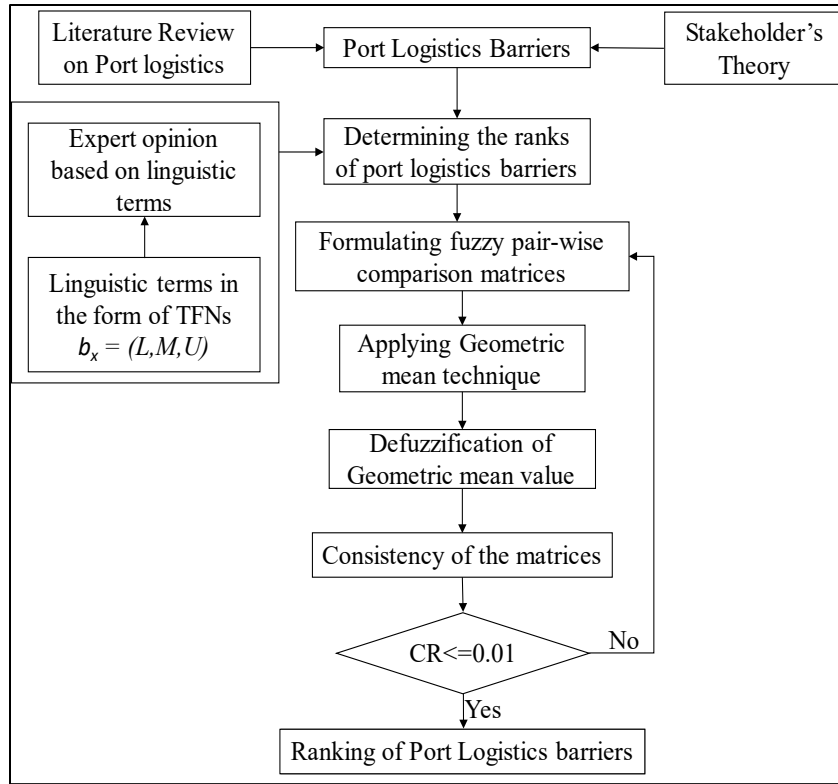 Literature Review
on Port logistics
Port Logistics Barriers
Stakeholder’s
Theory
Expert opinion
based on linguistic
terms
Determining the ranks
of port logistics barriers
Linguistic terms in
the form of TFNs
bₓ = (L,M,U)
Formulating fuzzy pair-wise
comparison matrices
Applying Geometric
mean technique
Defuzzification of
Geometric mean value
Consistency of the matrices
CR<=0.01
No
Yes
Ranking of Port Logistics barriers